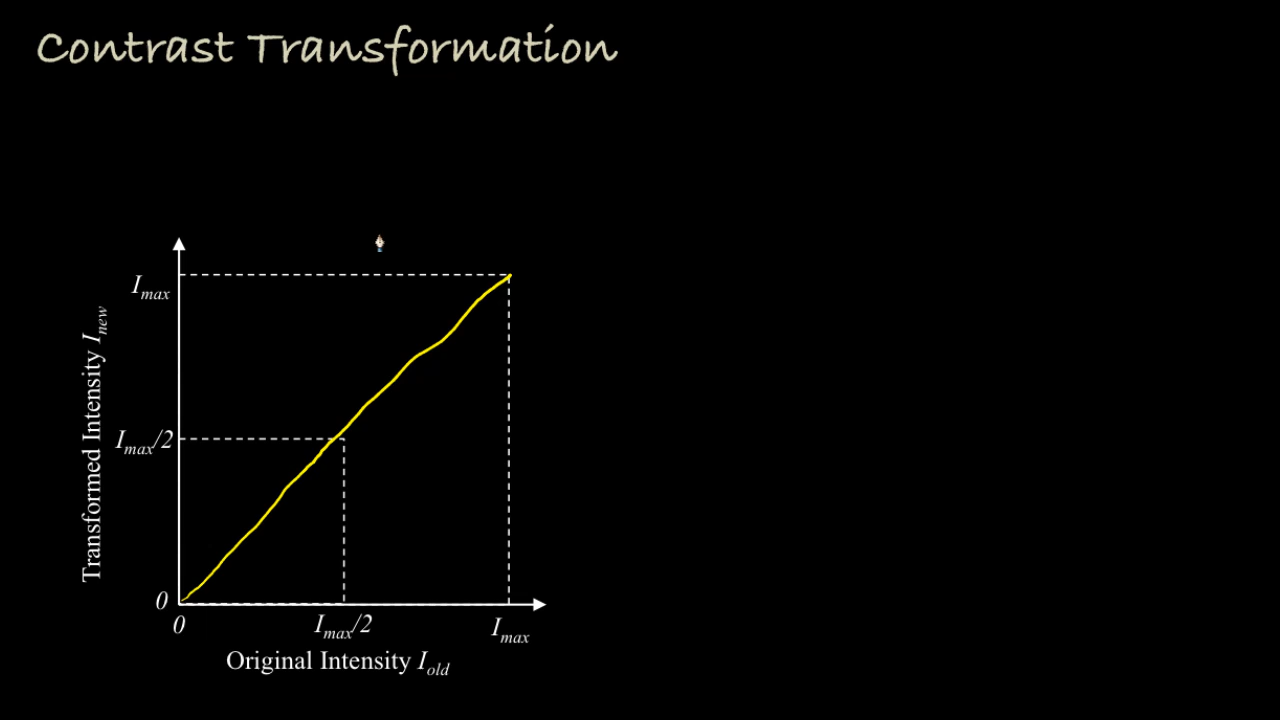 Contrast Transformation
Transformed Intensity I_new
I_max
I_max/2
0
0
I_max/2
I_max
Original Intensity I_old